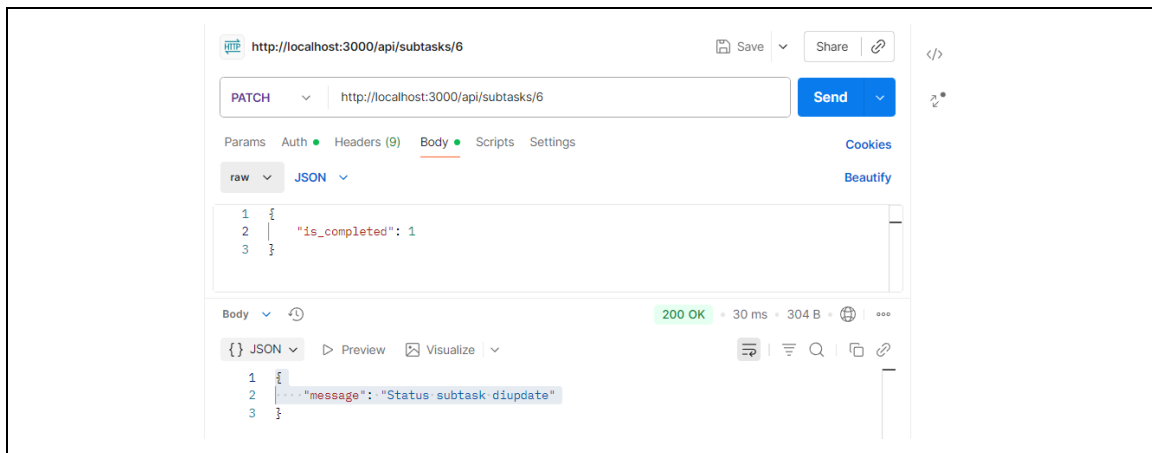 HTTP http://localhost:3000/api/subtasks/6 Save Share
</>
PATCH http://localhost:3000/api/subtasks/6 Send
Params Auth Headers (9) Body Scripts Settings Cookies
raw JSON Beautify
1 {
2 "is_completed": 1
3 }
Body 200 OK 30 ms 304 B
{} JSON Preview Visualize
1 {
2 "message": "Status subtask diupdate"
3 }